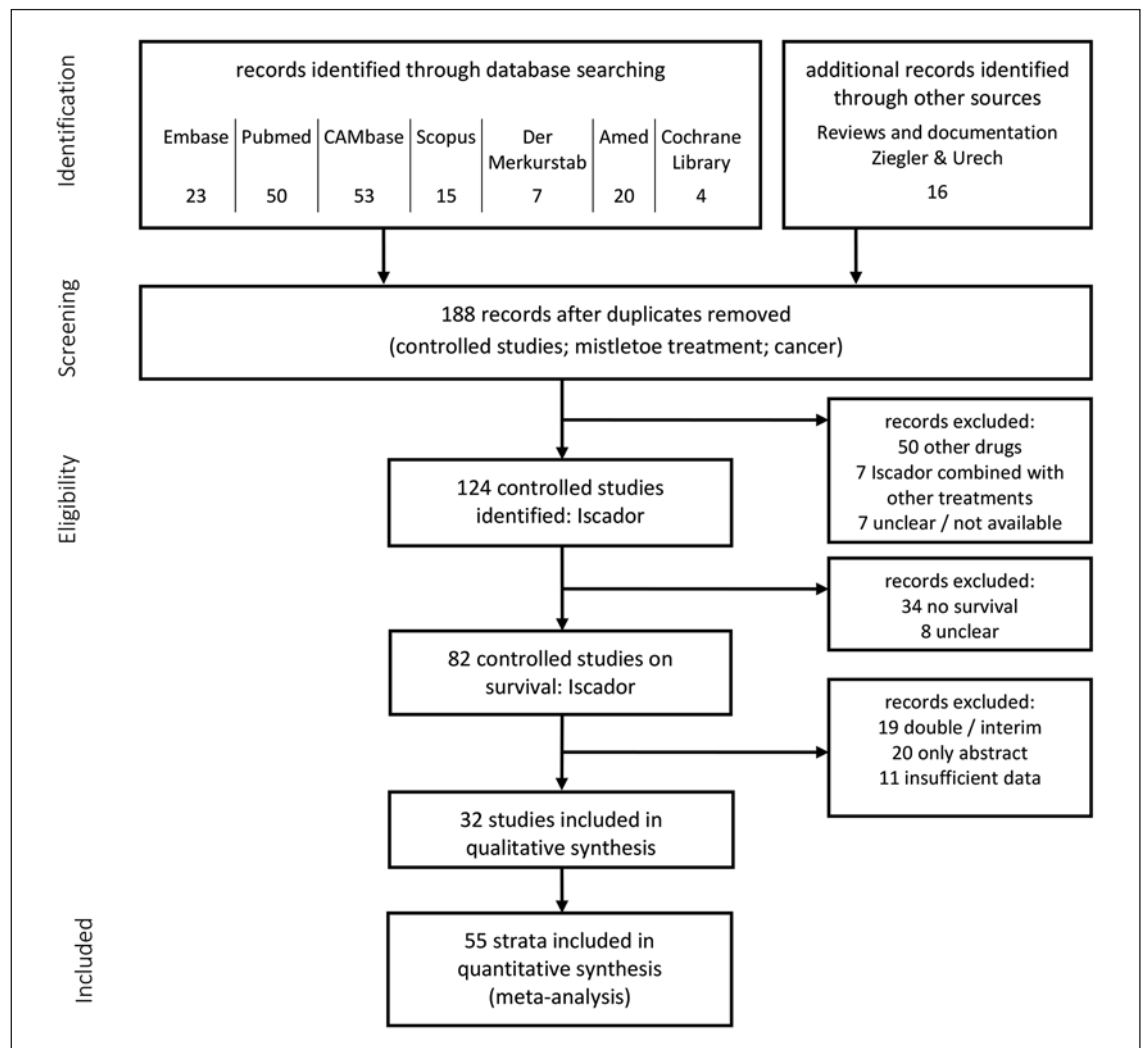 Identification
records identified through database searching
Embase Pubmed CAMbase Scopus Der Merkurstab Amed Cochrane Library
23 50 53 15 7 20 4
additional records identified
through other sources
Reviews and documentation
Ziegler & Urech
16
Screening
188 records after duplicates removed
(controlled studies; mistletoe treatment; cancer)
Eligibility
records excluded:
50 other drugs
7 Iscador combined with
other treatments
7 unclear / not available
124 controlled studies
identified: Iscador
records excluded:
34 no survival
8 unclear
82 controlled studies on
survival: Iscador
records excluded:
19 double / interim
20 only abstract
11 insufficient data
32 studies included in
qualitative synthesis
Included
55 strata included in
quantitative synthesis
(meta-analysis)